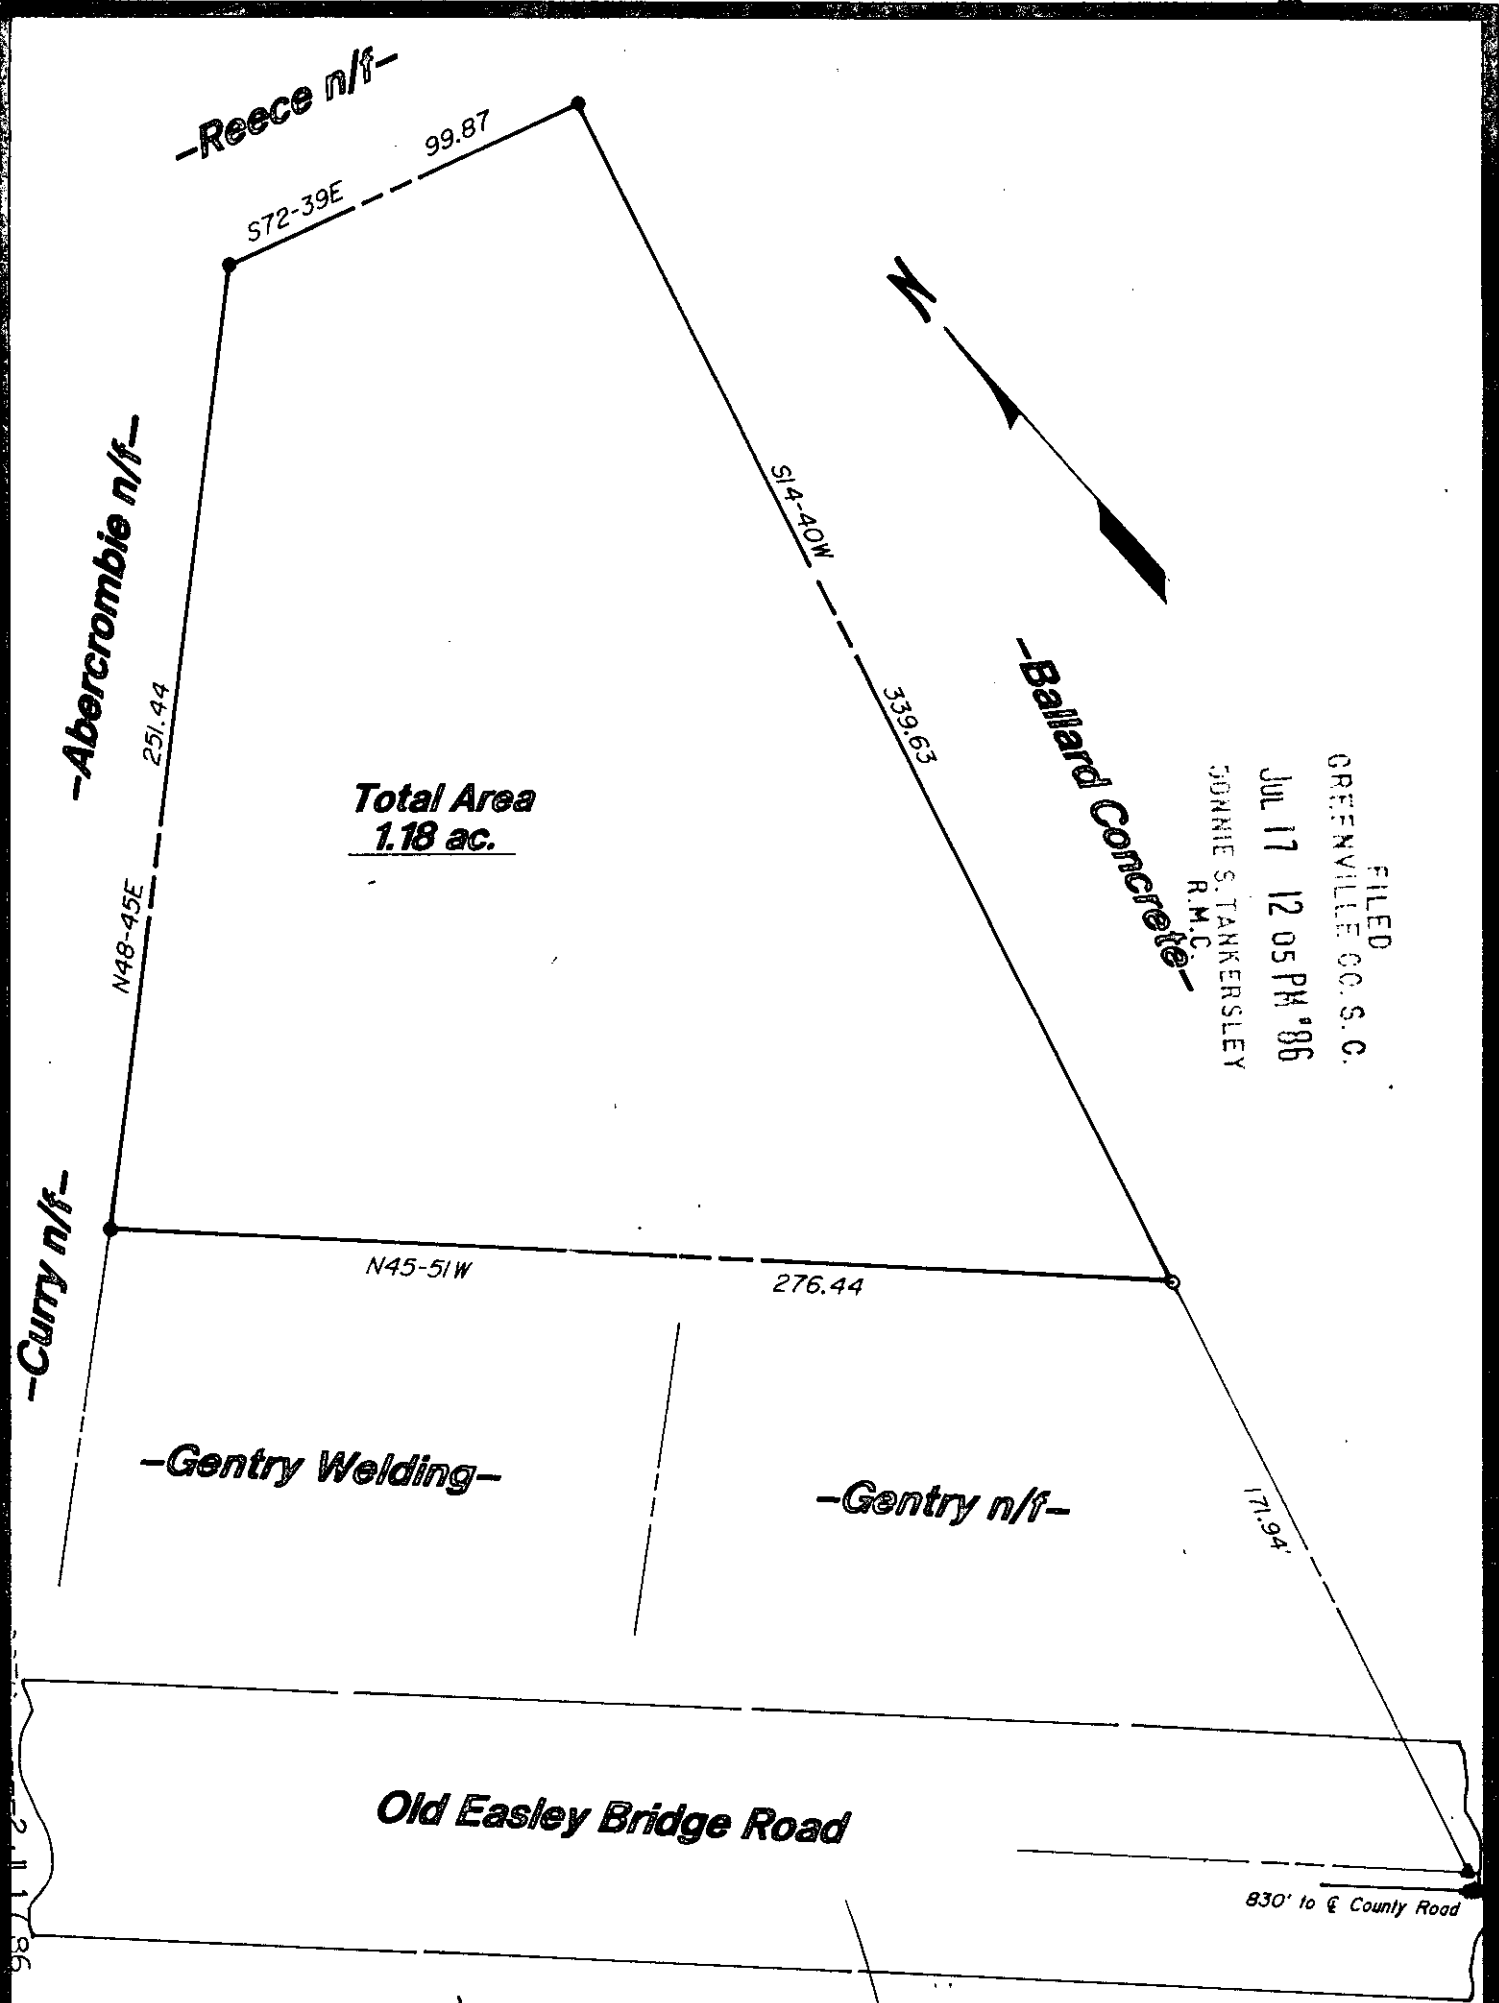 -Reece n/f-
99.87
S72-39E
N
-Abercrombie n/f-
251.44
N48-45E
S14-40W
339.63
-Ballard Concrete-
Total Area
1.18 ac.
FILED
GREENVILLE CO. S. C.
JUL 17 12 05 PM '86
DONNIE S. TANKERSLEY
R.M.C.
-Curry n/f-
N45-51W
276.44
-Gentry Welding-
-Gentry n/f-
171.94'
Old Easley Bridge Road
830' to ℄ County Road